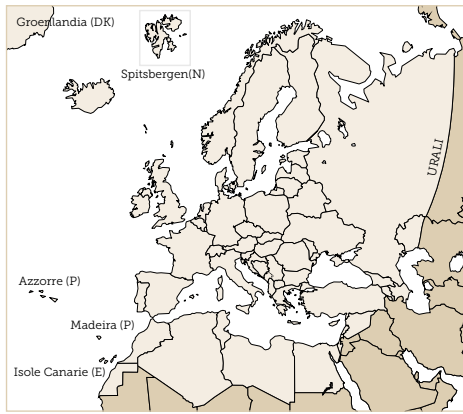 Groenlandia (DK)
Spitsbergen(N)
URALI
Azzorre (P)
Madeira (P)
Isole Canarie (E)